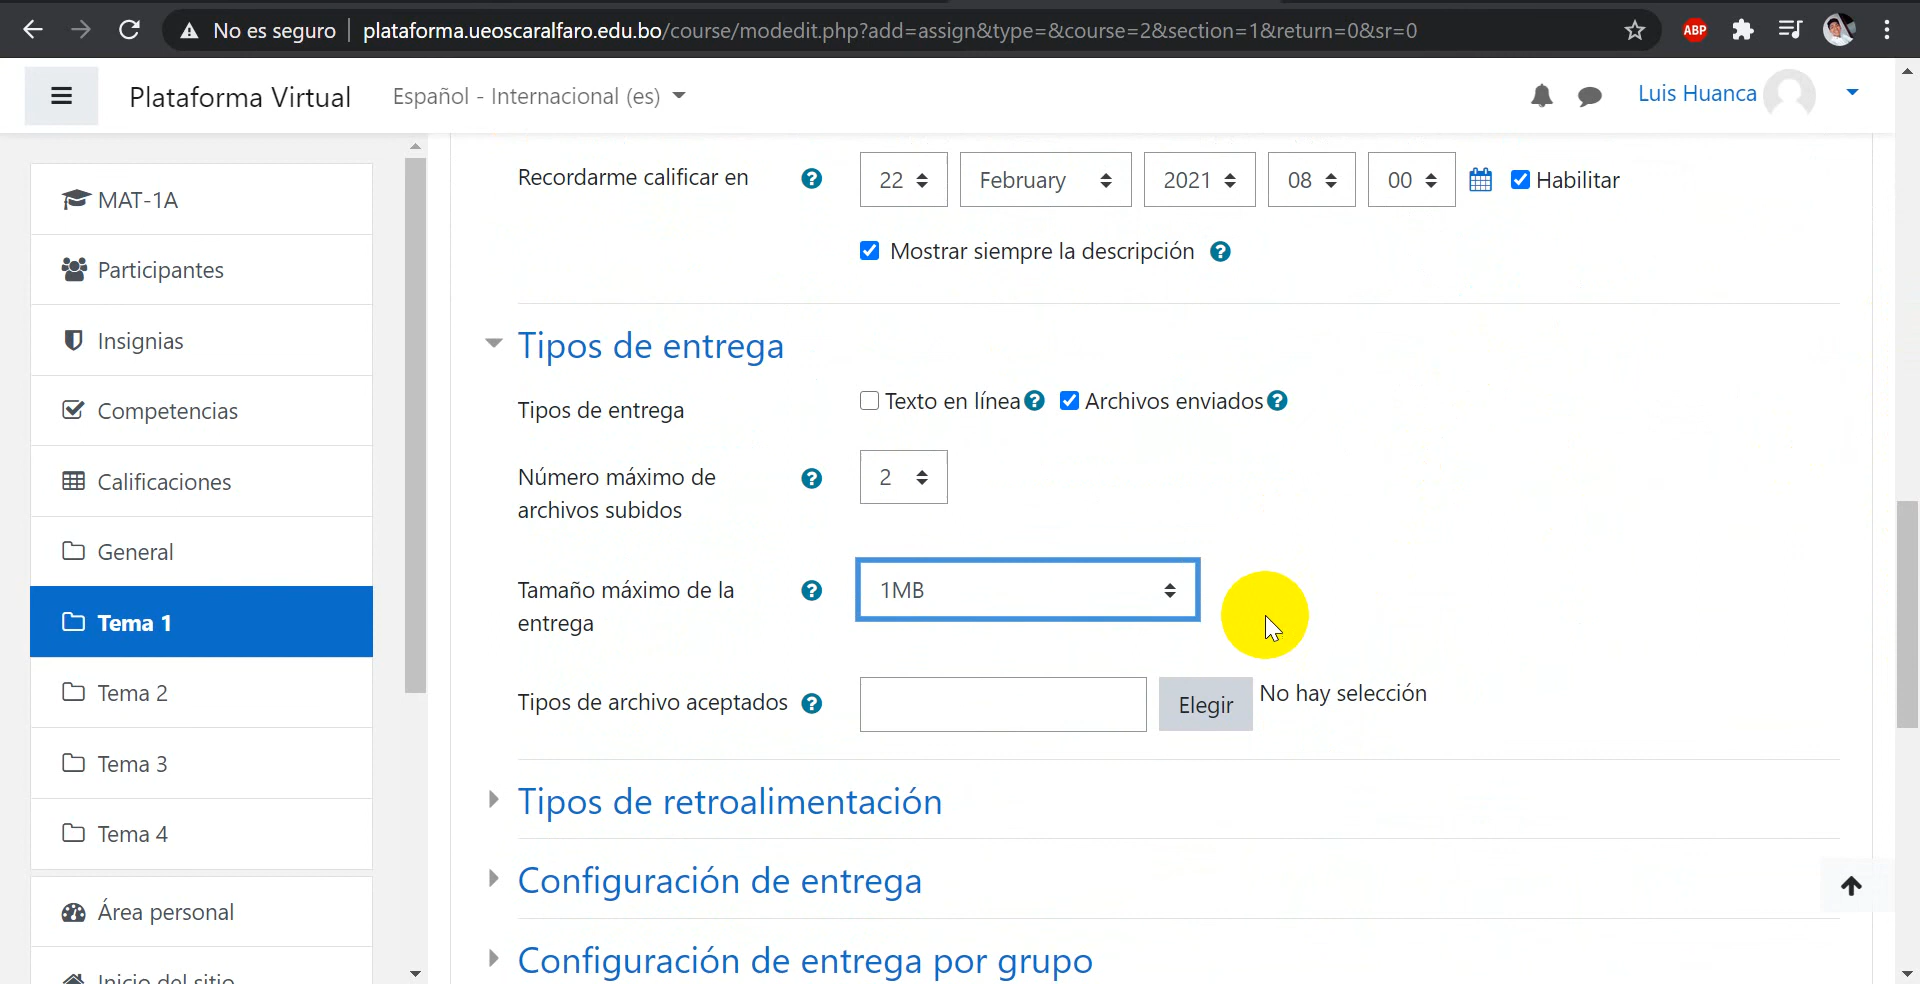 No es seguro | plataforma.ueoscaralfaro.edu.bo/course/modedit.php?add=assign&type=&course=2&section=1&return=0&sr=0
ABP
Plataforma Virtual
Español - Internacional (es)
Luis Huanca
MAT-1A
Participantes
Insignias
Competencias
Calificaciones
General
Tema 1
Tema 2
Tema 3
Tema 4
Área personal
Inicio del sitio
Recordarme calificar en
22 February 2021 08 00 Habilitar
Mostrar siempre la descripción
Tipos de entrega
Tipos de entrega
Texto en línea Archivos enviados
Número máximo de
archivos subidos
2
Tamaño máximo de la
entrega
1MB
Tipos de archivo aceptados
Elegir
No hay selección
Tipos de retroalimentación
Configuración de entrega
Configuración de entrega por grupo